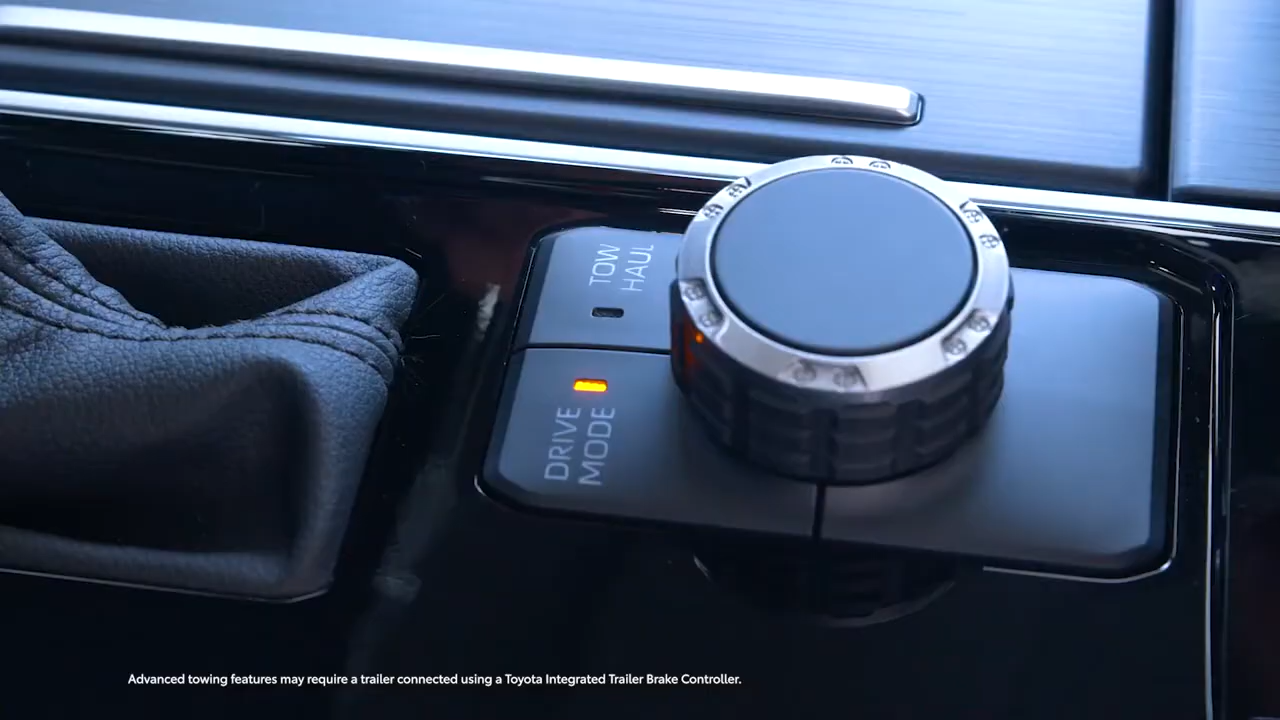 TOW
HAUL
DRIVE
MODE
Advanced towing features may require a trailer connected using a Toyota Integrated Trailer Brake Controller.